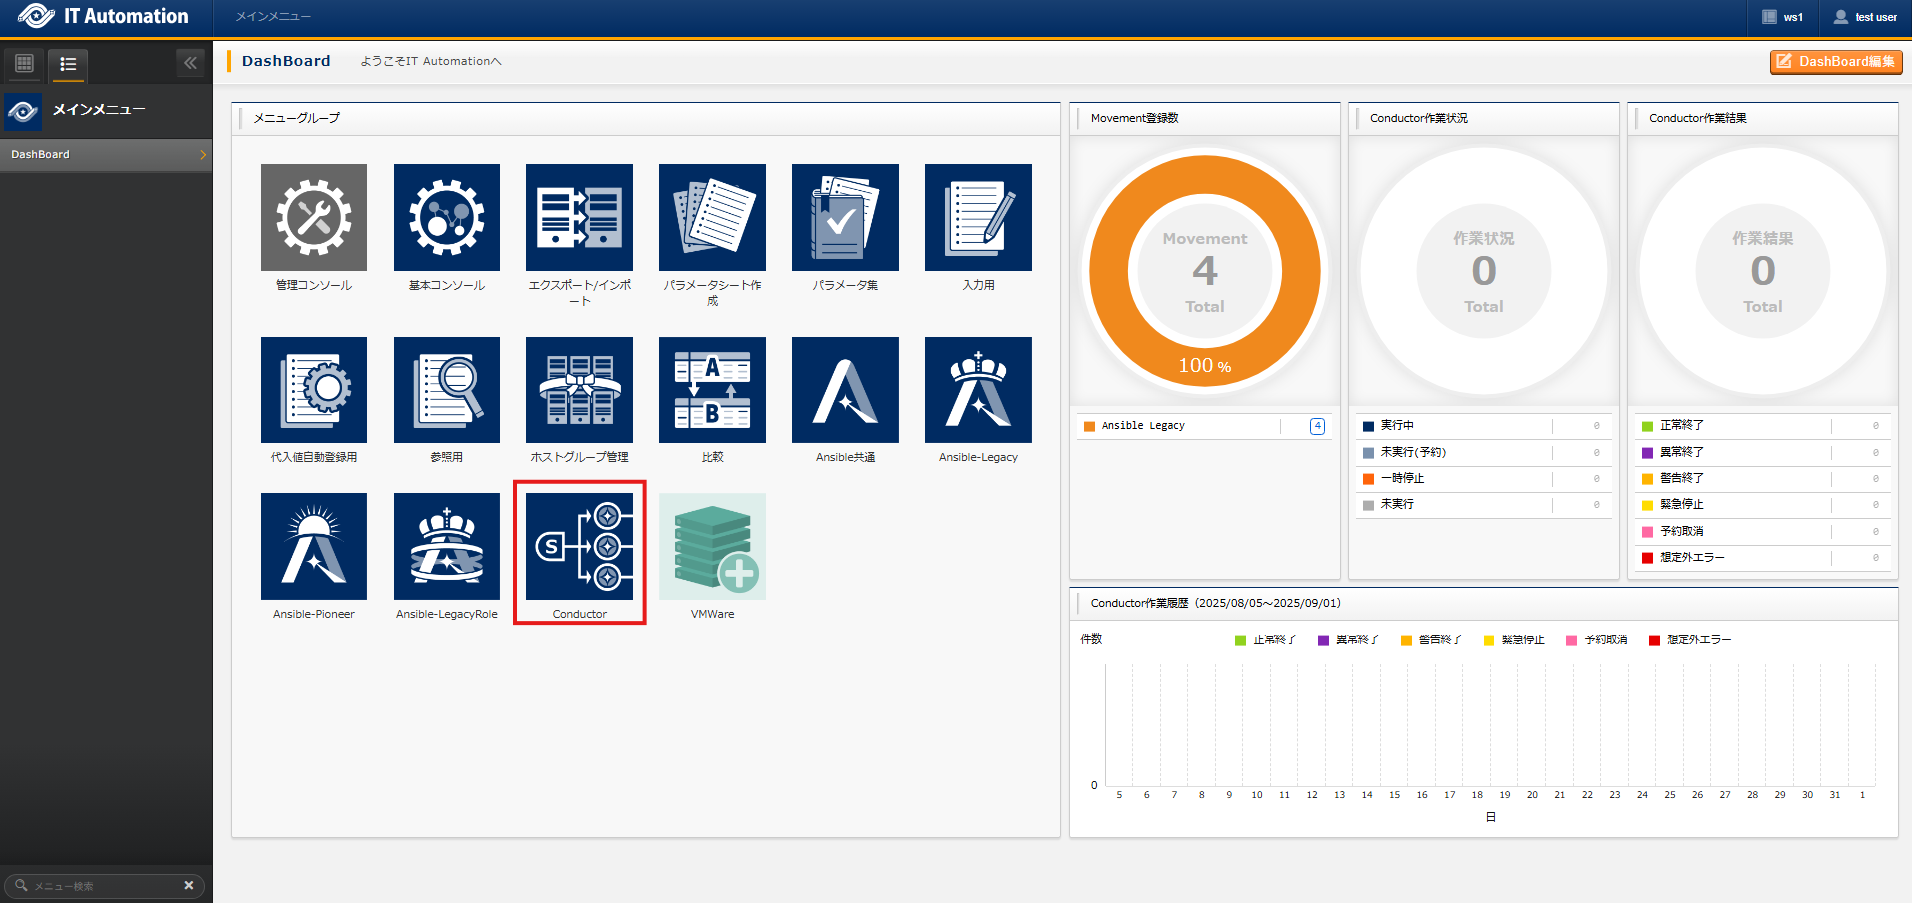 IT Automation
メインメニュー
ws1
test user
メインメニュー
DashBoard
メニュー検索
DashBoard
ようこそIT Automationへ
DashBoard編集
メニューグループ
管理コンソール
基本コンソール
エクスポート/インポ
ート
パラメータシート作
成
パラメータ集
入力用
代入値自動登録用
参照用
ホストグループ管理
A
B
比較
Ansible共通
Ansible-Legacy
Ansible-Pioneer
Ansible-LegacyRole
S
Conductor
VMWare
Movement登録数
Movement
4
Total
100 %
Ansible Legacy 4
Conductor作業状況
作業状況
0
Total
実行中 0
未実行(予約) 0
一時停止 0
未実行 0
Conductor作業結果
作業結果
0
Total
正常終了 0
異常終了 0
警告終了 0
緊急停止 0
予約取消 0
想定外エラー 0
Conductor作業履歴（2025/08/05～2025/09/01）
件数
正常終了 異常終了 警告終了 緊急停止 予約取消 想定外エラー
0
5 6 7 8 9 10 11 12 13 14 15 16 17 18 19 20 21 22 23 24 25 26 27 28 29 30 31 1
日